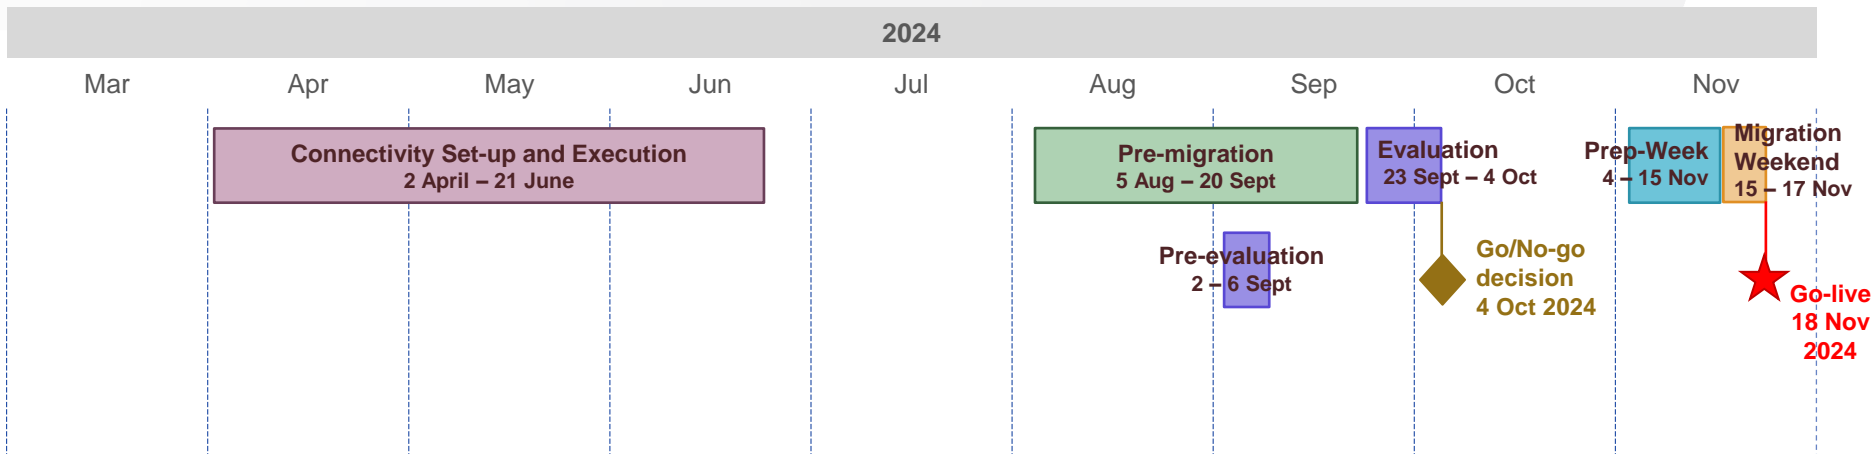 2024
Mar Apr May Jun Jul Aug Sep Oct Nov
Connectivity Set-up and Execution
2 April – 21 June
Pre-migration
5 Aug – 20 Sept
Evaluation
23 Sept – 4 Oct
Prep-Week
4 – 15 Nov
Migration
Weekend
15 – 17 Nov
Pre-evaluation
2 – 6 Sept
Go/No-go
decision
4 Oct 2024
Go-live
18 Nov
2024